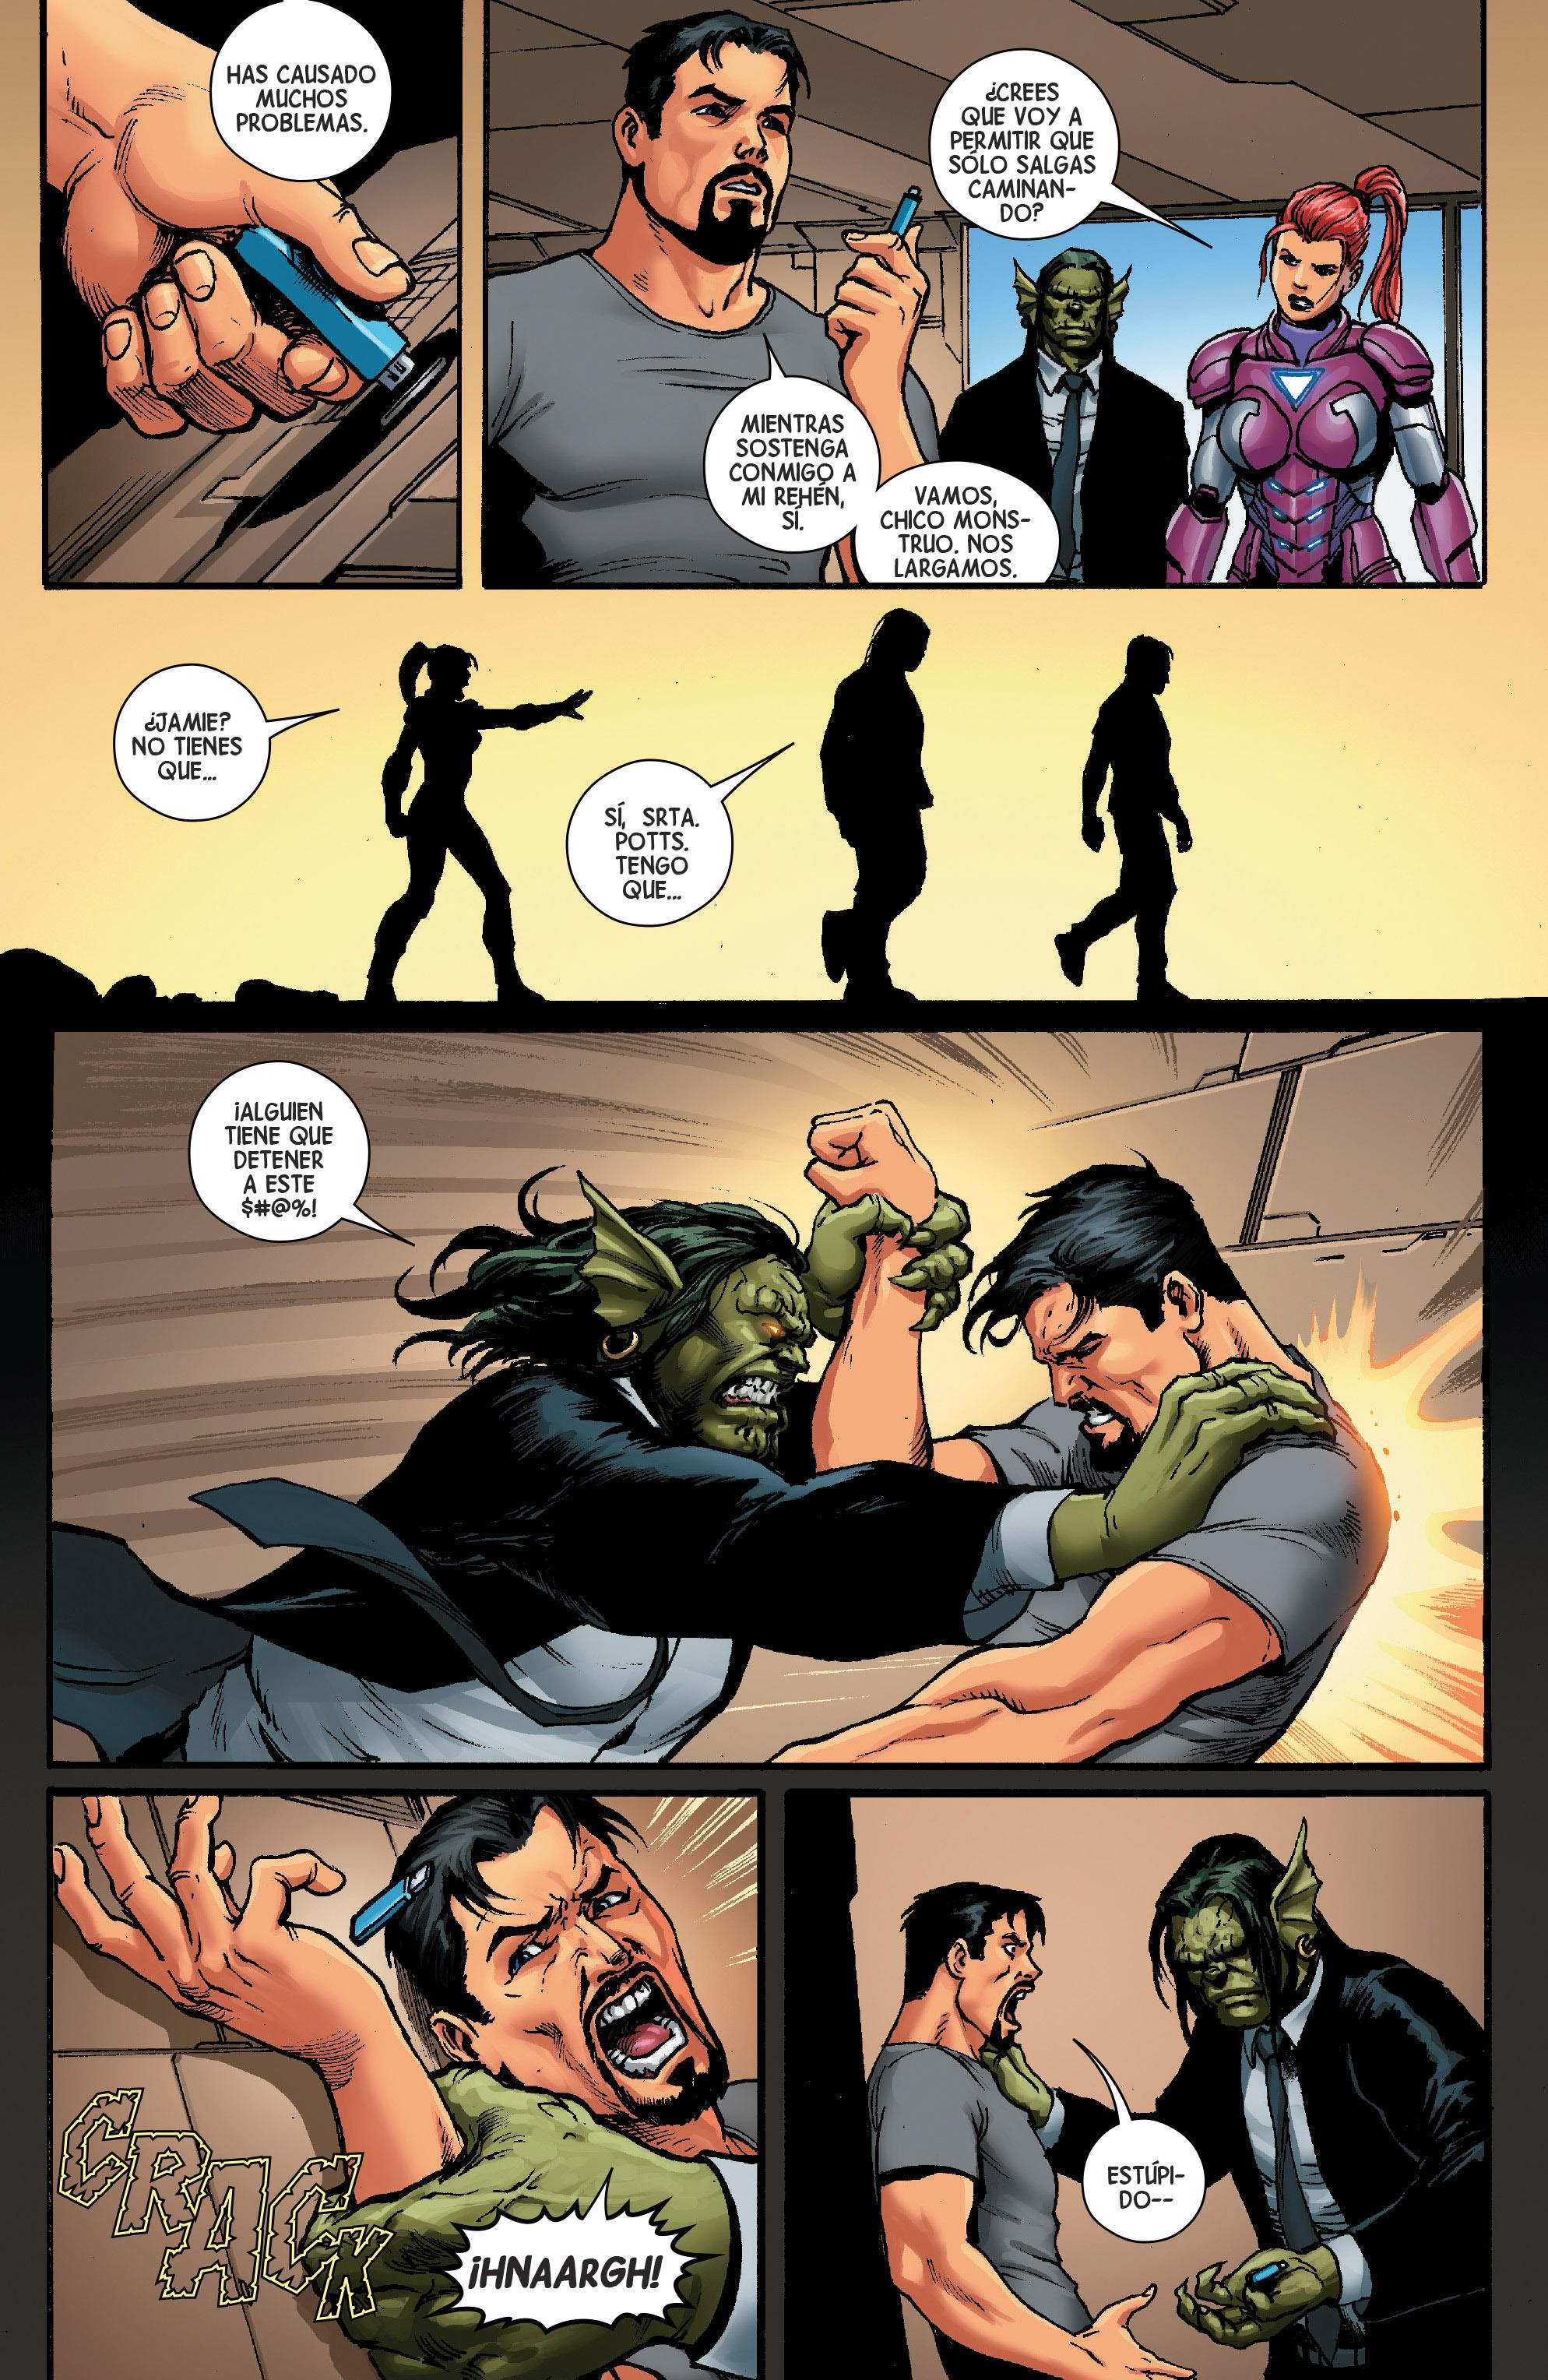 HAS CAUSADO
MUCHOS
PROBLEMAS.
¿CREES
QUE VOY A
PERMITIR QUE
SÓLO SALGAS
CAMINAN-
DO?
MIENTRAS
SOSTENGA
CONMIGO A
MI REHÉN,
SÍ.
VAMOS,
CHICO MONS-
TRUO. NOS
LARGAMOS.
¿JAMIE?
NO TIENES
QUE...
SÍ, SRTA.
POTTS.
TENGO
QUE...
¡ALGUIEN
TIENE QUE
DETENER
A ESTE
$#@%!
CRACK
¡HNAARGH!
ESTÚPI-
DO--